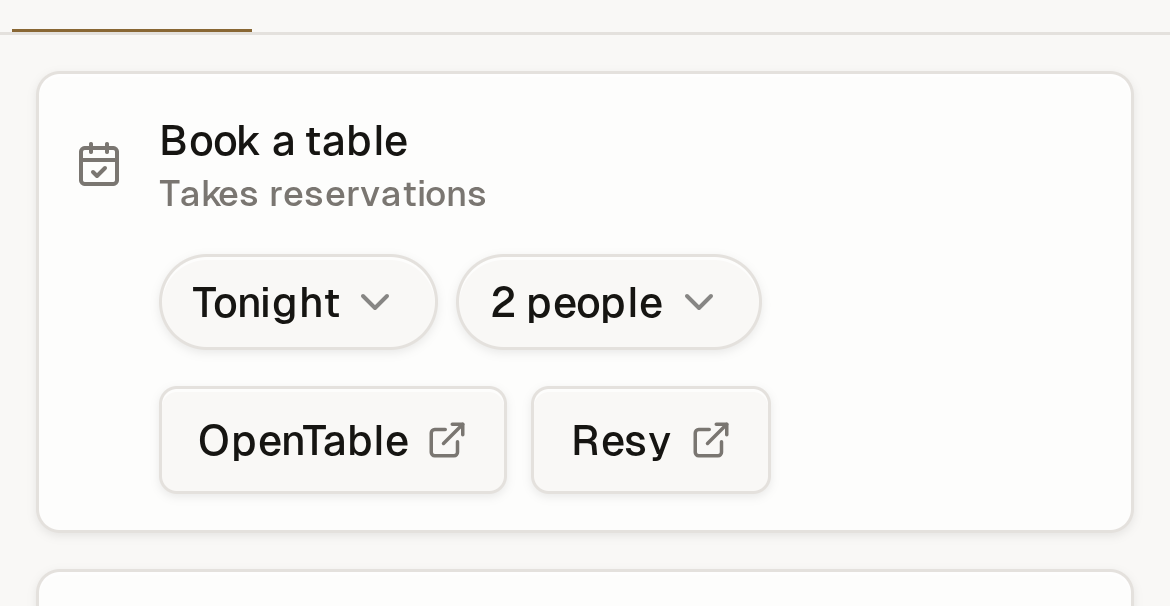 Book a table
Takes reservations
Tonight 2 people
OpenTable Resy